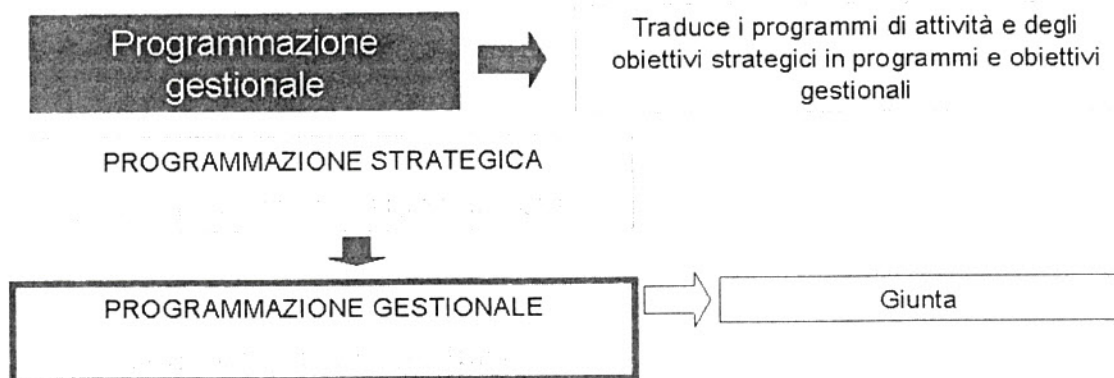 Programmazione
gestionale
Traduce i programmi di attività e degli
obiettivi strategici in programmi e obiettivi
gestionali
PROGRAMMAZIONE STRATEGICA
PROGRAMMAZIONE GESTIONALE
Giunta